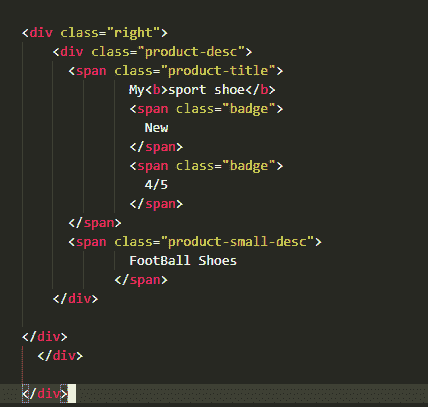 <div class="right">
<div class="product-desc">
<span class="product-title">
My<b>sport shoe</b>
<span class="badge">
New
</span>
<span class="badge">
4/5
</span>
</span>
<span class="product-small-desc">
FootBall Shoes
</span>
</div>
</div>
</div>
</div>